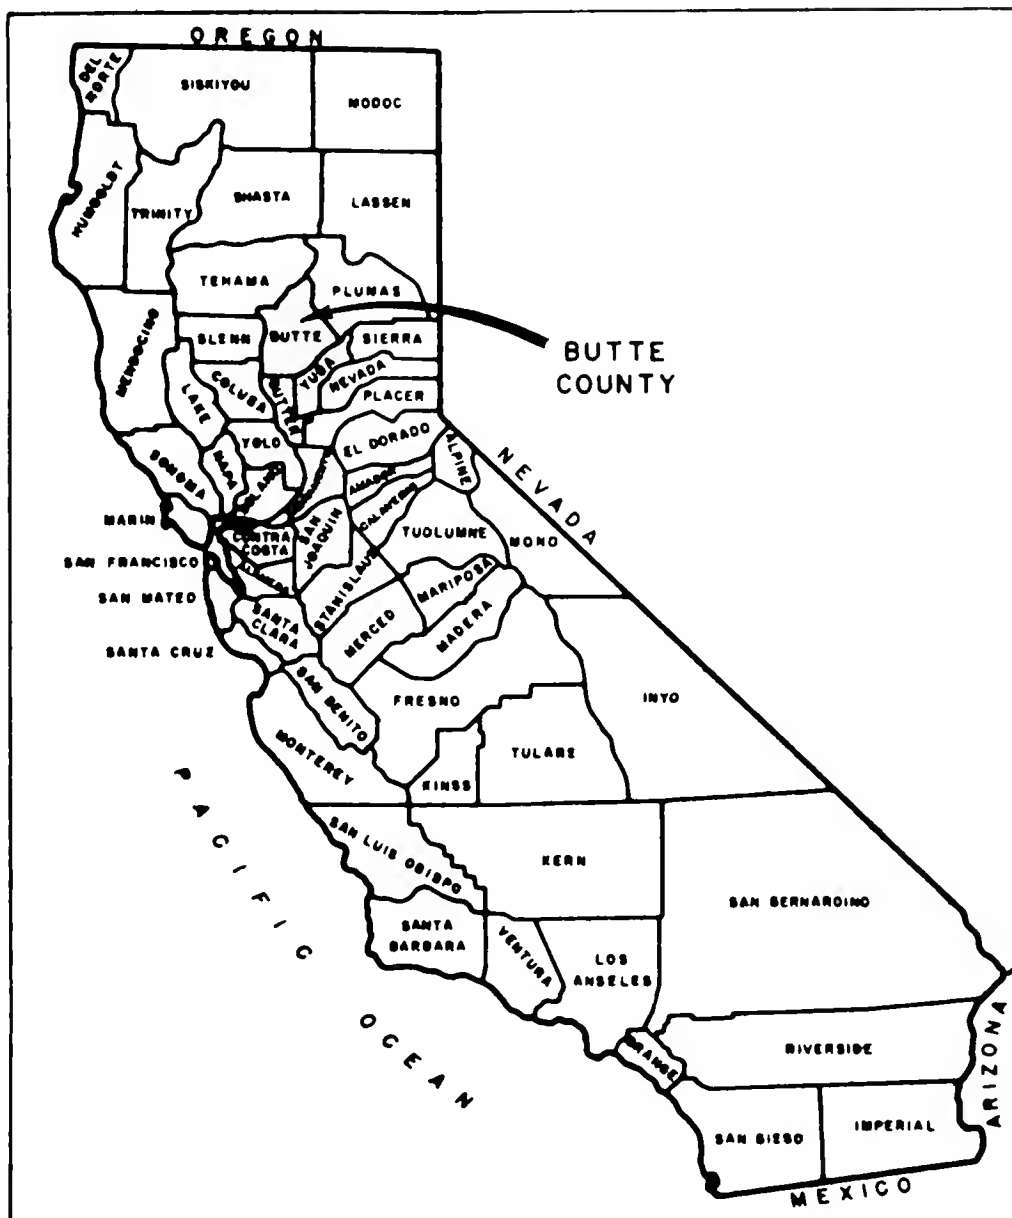 OREGON
DEL
NORTE
SISKIYOU
MODOC
HUMBOLDT
TRINITY
SHASTA
LASSEN
TEHAMA
PLUMAS
MENDOCINO
GLENN
BUTTE
SIERRA
BUTTE
COUNTY
LAKE
COLUSA
SUTTER
YUBA
NEVADA
PLACER
SONOMA
NAPA
YOLO
EL DORADO
ALPINE
NEVADA
SOLANO
AMADOR
CALAVERAS
MARIN
CONTRA
COSTA
SAN
JOAQUIN
TUOLUMNE
MONO
SAN FRANCISCO
ALAMEDA
STANISLAUS
MARIPOSA
SAN MATEO
SANTA
CLARA
MERCED
MADERA
SANTA CRUZ
SAN BENITO
FRESNO
INYO
MONTEREY
KINGS
TULARE
PACIFIC OCEAN
SAN LUIS OBISPO
KERN
SAN BERNARDINO
SANTA
BARBARA
VENTURA
LOS
ANGELES
ORANGE
RIVERSIDE
ARIZONA
SAN DIEGO
IMPERIAL
MEXICO